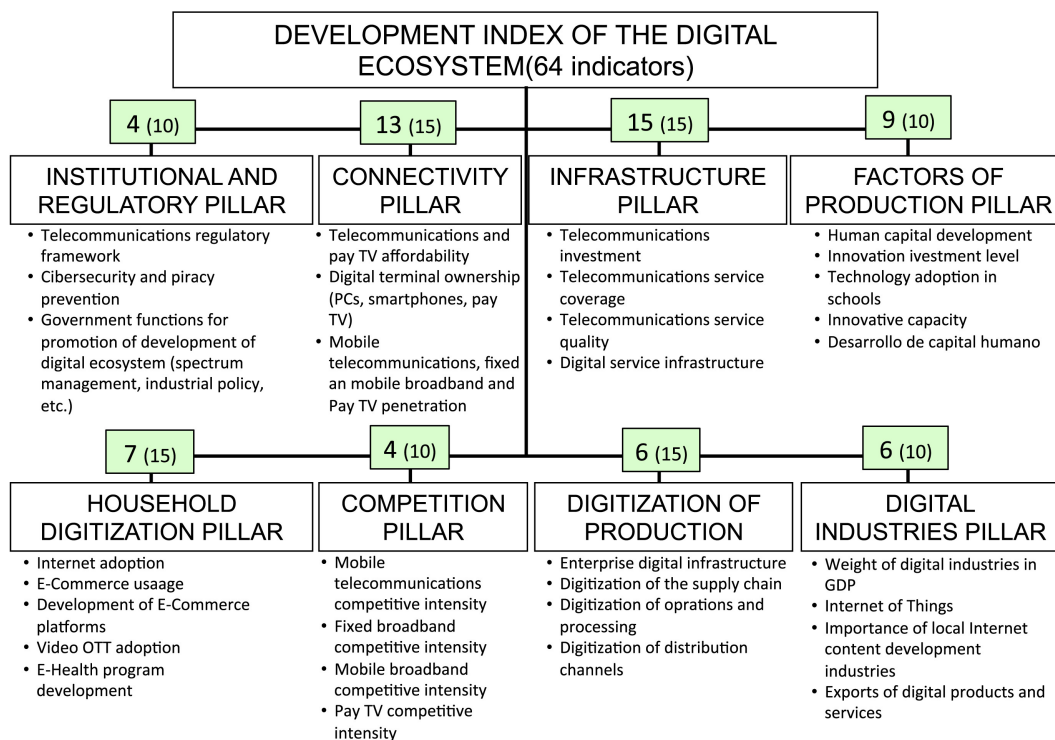 DEVELOPMENT INDEX OF THE DIGITAL
ECOSYSTEM(64 indicators)
4 (10)
INSTITUTIONAL AND
REGULATORY PILLAR
• Telecommunications regulatory
framework
• Cibersecurity and piracy
prevention
• Government functions for
promotion of development of
digital ecosystem (spectrum
management, industrial policy,
etc.)
13 (15)
CONNECTIVITY
PILLAR
• Telecommunications and
pay TV affordability
• Digital terminal ownership
(PCs, smartphones, pay
TV)
• Mobile
telecommunications, fixed
an mobile broadband and
Pay TV penetration
15 (15)
INFRASTRUCTURE
PILLAR
• Telecommunications
investment
• Telecommunications service
coverage
• Telecommunications service
quality
• Digital service infrastructure
9 (10)
FACTORS OF
PRODUCTION PILLAR
• Human capital development
• Innovation ivestment level
• Technology adoption in
schools
• Innovative capacity
• Desarrollo de capital humano
7 (15)
HOUSEHOLD
DIGITIZATION PILLAR
• Internet adoption
• E-Commerce usaage
• Development of E-Commerce
platforms
• Video OTT adoption
• E-Health program
development
4 (10)
COMPETITION
PILLAR
• Mobile
telecommunications
competitive intensity
• Fixed broadband
competitive intensity
• Mobile broadband
competitive intensity
• Pay TV competitive
intensity
6 (15)
DIGITIZATION OF
PRODUCTION
• Enterprise digital infrastructure
• Digitization of the supply chain
• Digitization of oprations and
processing
• Digitization of distribution
channels
6 (10)
DIGITAL
INDUSTRIES PILLAR
• Weight of digital industries in
GDP
• Internet of Things
• Importance of local Internet
content development
industries
• Exports of digital products and
services